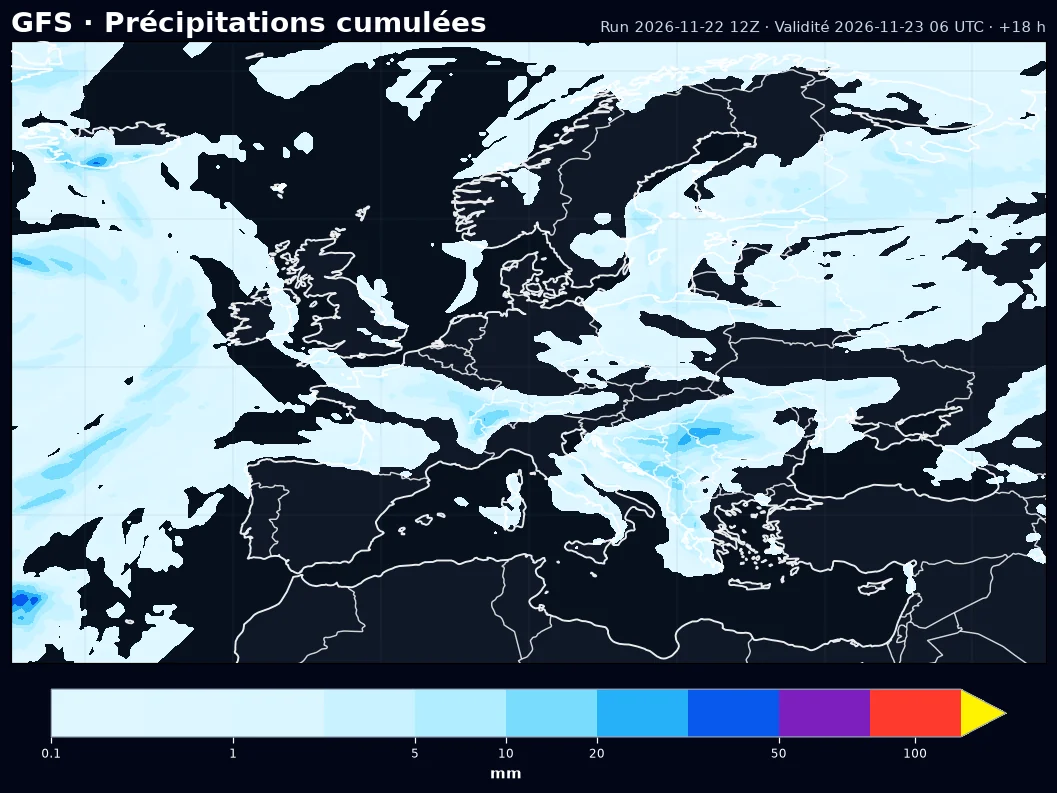 GFS · Précipitations cumulées
Run 2026-11-22 12Z · Validité 2026-11-23 06 UTC · +18 h
0.1 1 5 10 20 50 100
mm